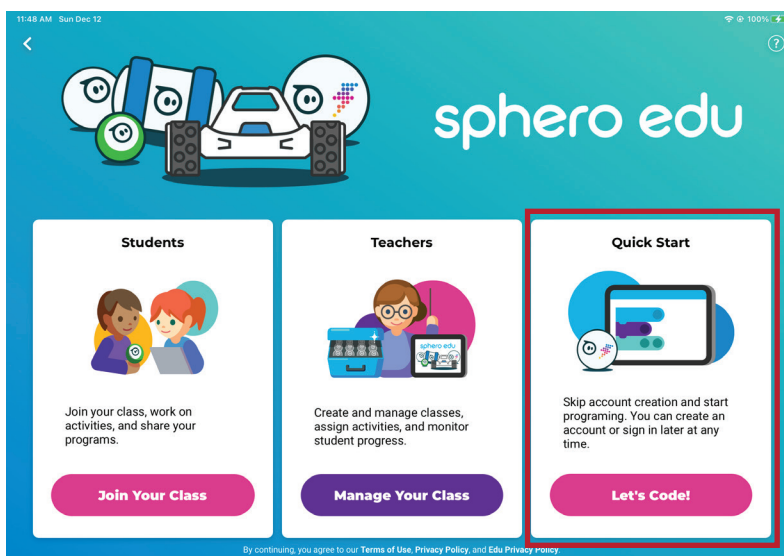 11:48 AM Sun Dec 12
100%
?
sphero edu
Students
Join your class, work on
activities, and share your
programs.
Join Your Class
Teachers
sphero edu
Create and manage classes,
assign activities, and monitor
student progress.
Manage Your Class
Quick Start
Skip account creation and start
programing. You can create an
account or sign in later at any
time.
Let's Code!
By continuing, you agree to our Terms of Use, Privacy Policy, and Edu Privacy Policy.